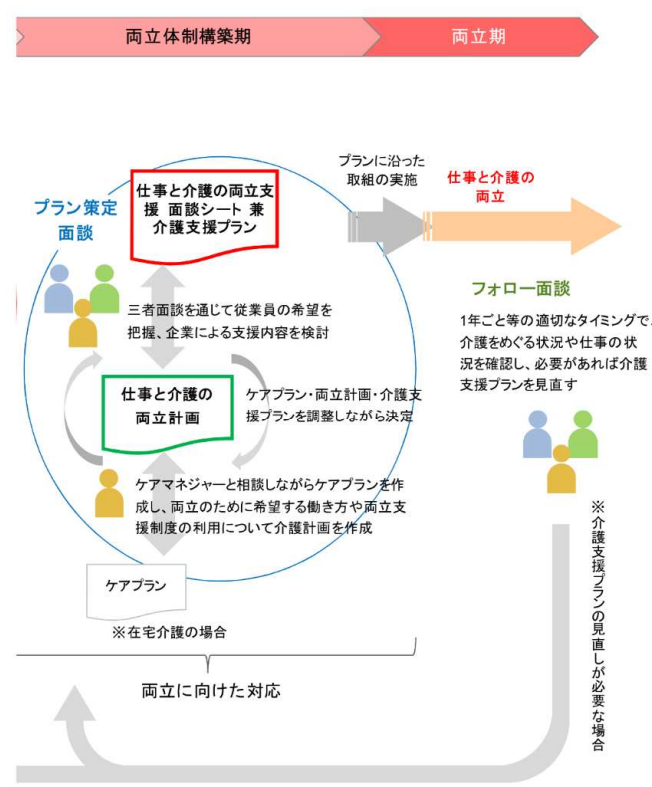 両立体制構築期
両立期
プランに沿った
取組の実施
仕事と介護の
両立
プラン策定
面談
仕事と介護の両立支
援 面談シート 兼
介護支援プラン
三者面談を通じて従業員の希望を
把握、企業による支援内容を検討
仕事と介護の
両立計画
ケアプラン・両立計画・介護支
援プランを調整しながら決定
ケアマネジャーと相談しながらケアプランを作
成し、両立のために希望する働き方や両立支
援制度の利用について介護計画を作成
ケアプラン
※在宅介護の場合
両立に向けた対応
フォロー面談
1年ごと等の適切なタイミングで、
介護をめぐる状況や仕事の状
況を確認し、必要があれば介護
支援プランを見直す
※介護支援プランの見直しが必要な場合